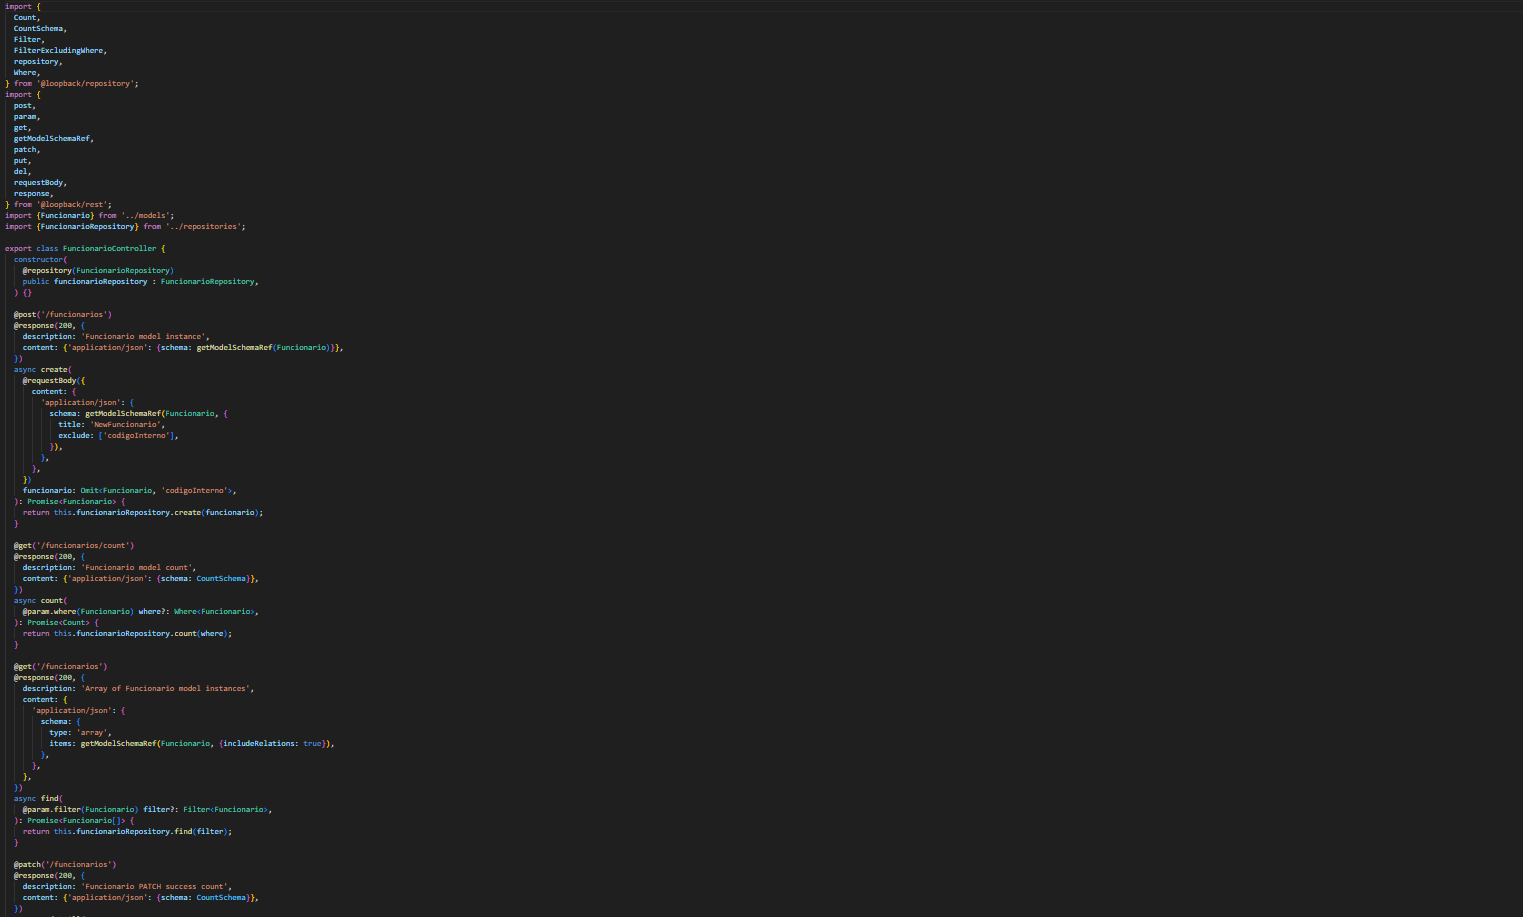 import {
  Count,
  CountSchema,
  Filter,
  FilterExcludingWhere,
  repository,
  Where,
} from '@loopback/repository';
import {
  post,
  param,
  get,
  getModelSchemaRef,
  patch,
  put,
  del,
  requestBody,
  response,
} from '@loopback/rest';
import {Funcionario} from '../models';
import {FuncionarioRepository} from '../repositories';

export class FuncionarioController {
  constructor(
    @repository(FuncionarioRepository)
    public funcionarioRepository : FuncionarioRepository,
  ) {}

  @post('/funcionarios')
  @response(200, {
    description: 'Funcionario model instance',
    content: {'application/json': {schema: getModelSchemaRef(Funcionario)}},
  })
  async create(
    @requestBody({
      content: {
        'application/json': {
          schema: getModelSchemaRef(Funcionario, {
            title: 'NewFuncionario',
            exclude: ['codigoInterno'],
          }),
        },
      },
    })
    funcionario: Omit<Funcionario, 'codigoInterno'>,
  ): Promise<Funcionario> {
    return this.funcionarioRepository.create(funcionario);
  }

  @get('/funcionarios/count')
  @response(200, {
    description: 'Funcionario model count',
    content: {'application/json': {schema: CountSchema}},
  })
  async count(
    @param.where(Funcionario) where?: Where<Funcionario>,
  ): Promise<Count> {
    return this.funcionarioRepository.count(where);
  }

  @get('/funcionarios')
  @response(200, {
    description: 'Array of Funcionario model instances',
    content: {
      'application/json': {
        schema: {
          type: 'array',
          items: getModelSchemaRef(Funcionario, {includeRelations: true}),
        },
      },
    },
  })
  async find(
    @param.filter(Funcionario) filter?: Filter<Funcionario>,
  ): Promise<Funcionario[]> {
    return this.funcionarioRepository.find(filter);
  }

  @patch('/funcionarios')
  @response(200, {
    description: 'Funcionario PATCH success count',
    content: {'application/json': {schema: CountSchema}},
  })